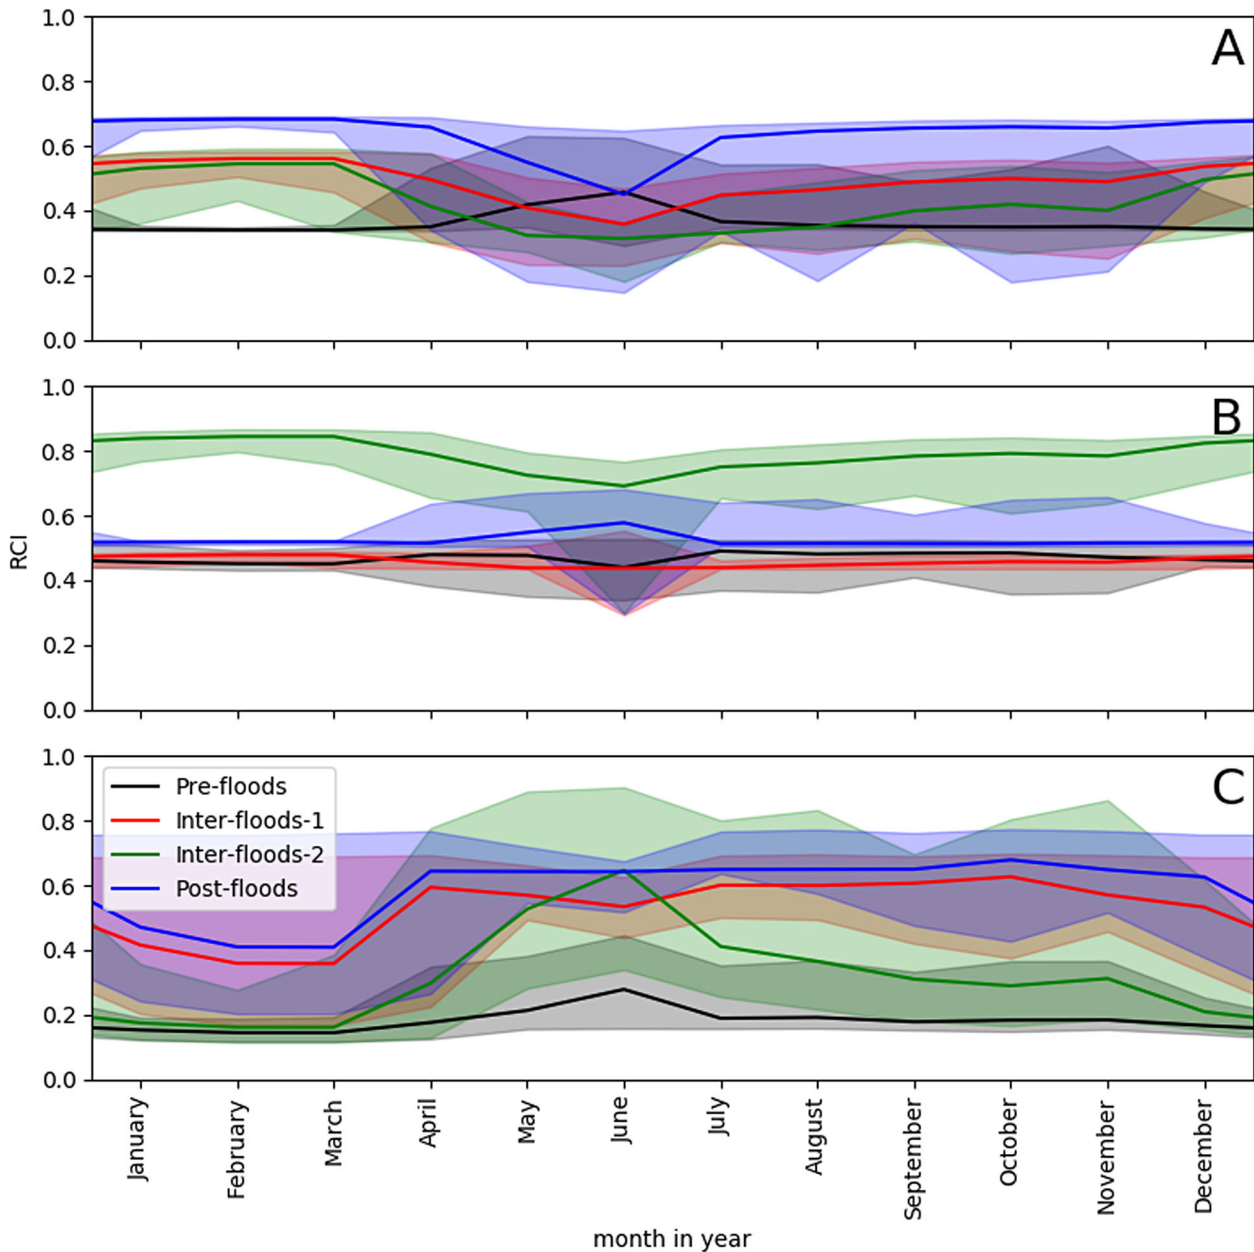 1.0
0.8
0.6
0.4
0.2
0.0
A
1.0
0.8
0.6
0.4
0.2
0.0
B
RCI
1.0
0.8
0.6
0.4
0.2
0.0
C
Pre-floods
Inter-floods-1
Inter-floods-2
Post-floods
January
February
March
April
May
June
July
August
September
October
November
December
month in year